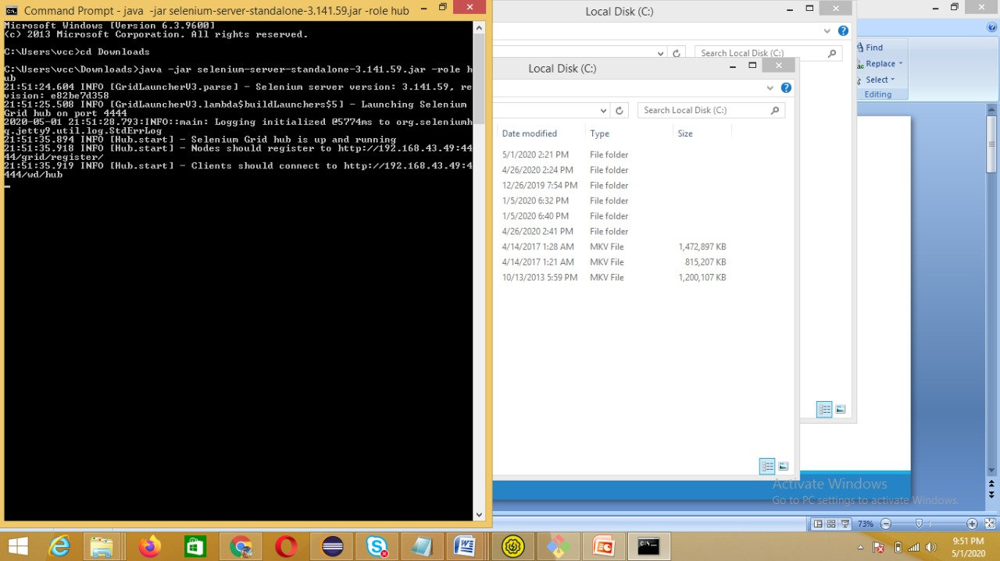 Command Prompt - java  -jar selenium-server-standalone-3.141.59.jar -role hub
Microsoft Windows [Version 6.3.9600]
(c) 2013 Microsoft Corporation. All rights reserved.
C:\Users\vcc>cd Downloads
C:\Users\vcc\Downloads>java -jar selenium-server-standalone-3.141.59.jar -role h
ub
21:51:24.604 INFO [GridLauncherV3.parse] - Selenium server version: 3.141.59, re
vision: e82be7d358
21:51:25.508 INFO [GridLauncherV3.lambda$buildLaunchers$5] - Launching Selenium
Grid hub on port 4444
2020-05-01 21:51:28.793:INFO::main: Logging initialized @5774ms to org.seleniumh
q.jetty9.util.log.StdErrLog
21:51:35.894 INFO [Hub.start] - Selenium Grid hub is up and running
21:51:35.918 INFO [Hub.start] - Nodes should register to http://192.168.43.49:44
44/grid/register/
21:51:35.919 INFO [Hub.start] - Clients should connect to http://192.168.43.49:4
444/wd/hub
Local Disk (C:)
Search Local Disk (C:)
Local Disk (C:)
Search Local Disk (C:)
Date modified Type Size
5/1/2020 2:21 PM File folder
4/26/2020 2:24 PM File folder
12/26/2019 7:54 PM File folder
1/5/2020 6:32 PM File folder
1/5/2020 6:40 PM File folder
4/26/2020 2:41 PM File folder
4/14/2017 1:28 AM MKV File 1,472,897 KB
4/14/2017 1:21 AM MKV File 815,207 KB
10/13/2013 5:59 PM MKV File 1,200,107 KB
Find
Replace
Select
Editing
Activate Windows
Go to PC settings to activate Windows.
73%
9:51 PM
5/1/2020